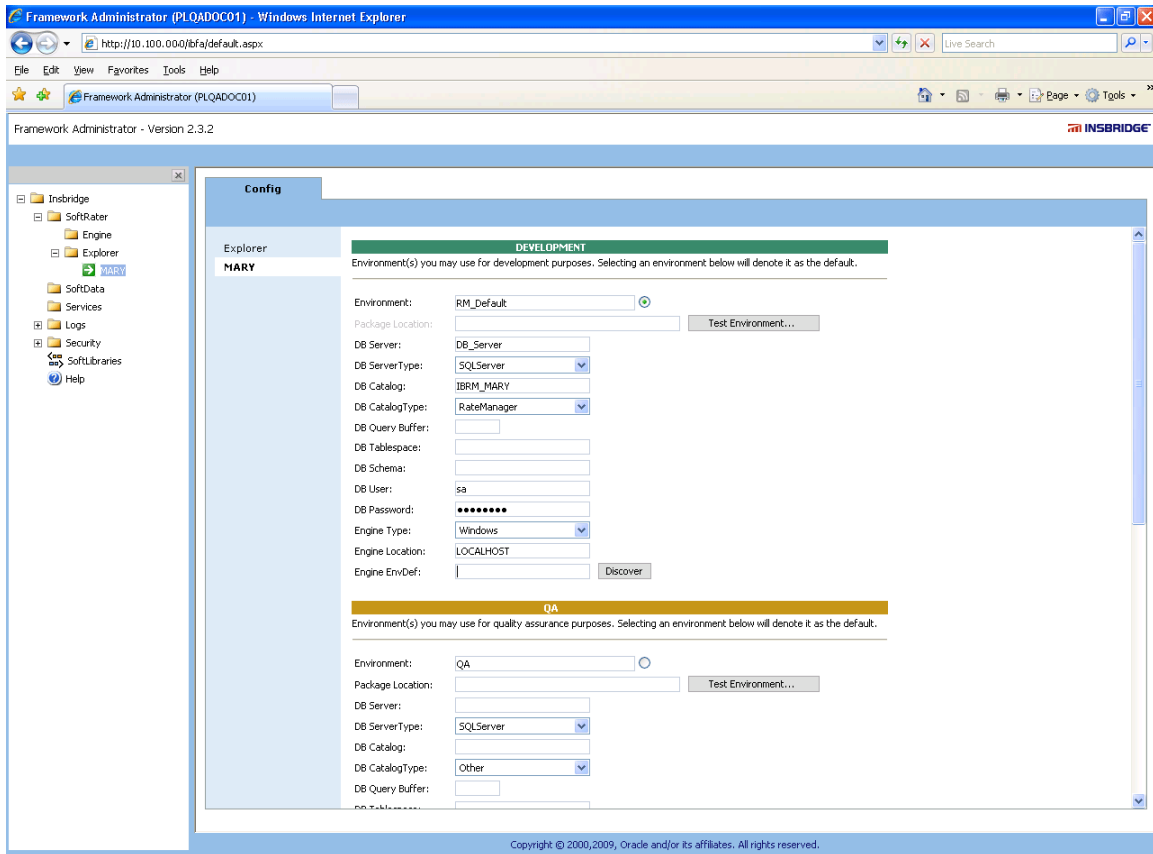 Framework Administrator (PLQADOC01) - Windows Internet Explorer
http://10.100.00.0/ibfa/default.aspx
Live Search
File Edit View Favorites Tools Help
Framework Administrator (PLQADOC01)
Page Tools »
Framework Administrator - Version 2.3.2
INSBRIDGE
Config
Insbridge
SoftRater
Engine
Explorer
MARY
SoftData
Services
Logs
Security
SoftLibraries
Help
Explorer
MARY
DEVELOPMENT
Environment(s) you may use for development purposes. Selecting an environment below will denote it as the default.
Environment: RM_Default
Package Location: Test Environment...
DB Server: DB_Server
DB ServerType: SQLServer
DB Catalog: IBRM_MARY
DB CatalogType: RateManager
DB Query Buffer:
DB Tablespace:
DB Schema:
DB User: sa
DB Password: ●●●●●●●●
Engine Type: Windows
Engine Location: LOCALHOST
Engine EnvDef: Discover
QA
Environment(s) you may use for quality assurance purposes. Selecting an environment below will denote it as the default.
Environment: QA
Package Location: Test Environment...
DB Server:
DB ServerType: SQLServer
DB Catalog:
DB CatalogType: Other
DB Query Buffer:
DB Tablespace:
Copyright © 2000,2009, Oracle and/or its affiliates. All rights reserved.